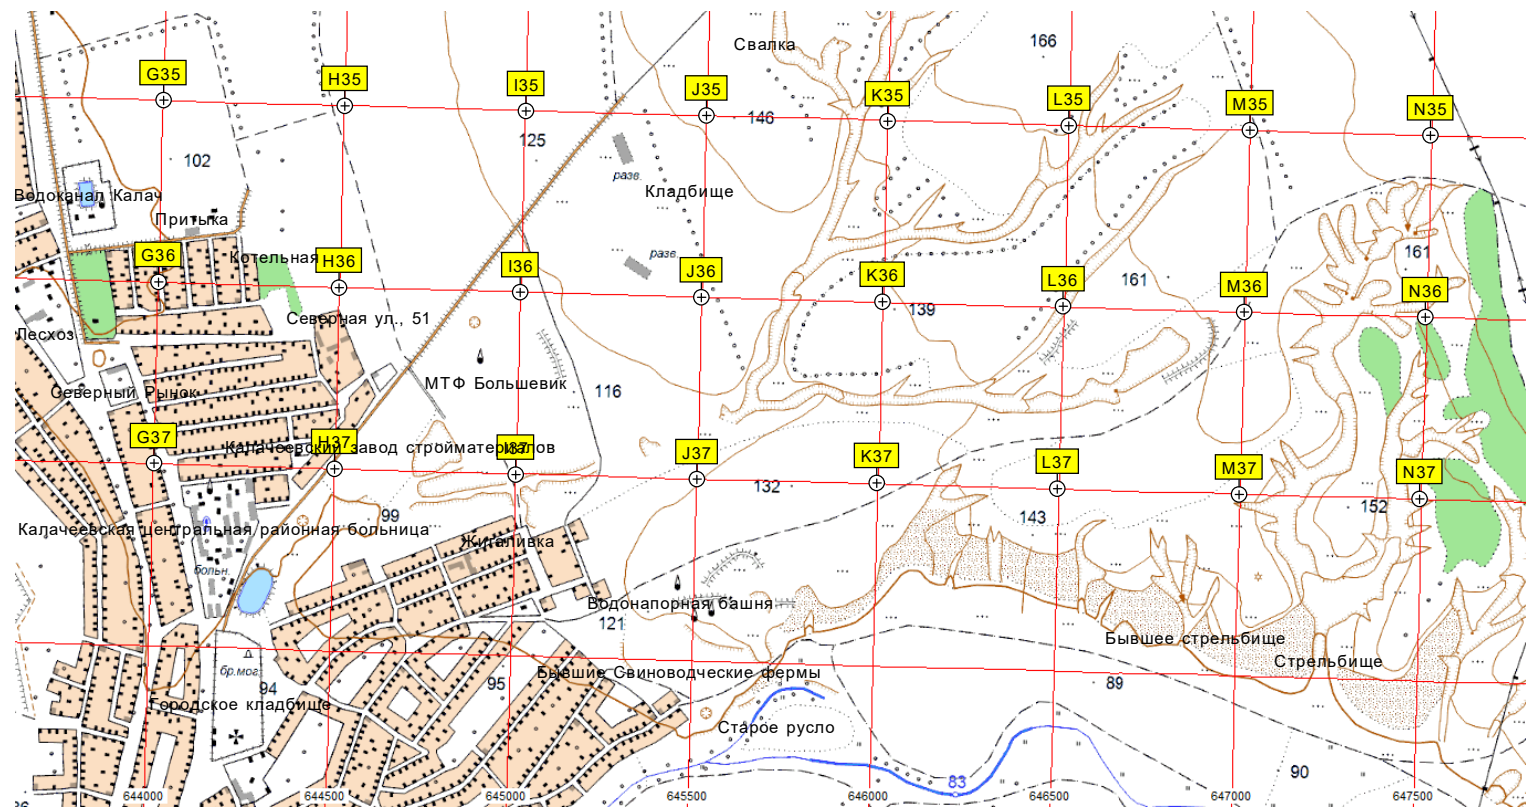 Свалка
166
G35
H35
I35
J35
K35
L35
M35
N35
146
125
102
разв.
Водоканал Калач
Кладбище
Притыка
G36
Котельная
H36
I36
разв.
J36
K36
L36
161
M36
161
N36
139
Северная ул., 51
Лесхоз
МТФ Большевик
116
Северный Рынок
G37
H37
Калачеевский завод стройматериалов
I37
J37
K37
L37
M37
N37
132
99
143
152
Калачеевская центральная районная больница
Житаливка
больн.
Водонапорная башня
121
Бывшее стрельбище
Стрельбище
бр.мог.
Бывшие Свиноводческие фермы
94
95
89
Городское кладбище
Старое русло
90
83
644000
644500
645000
645500
646000
646500
647000
647500